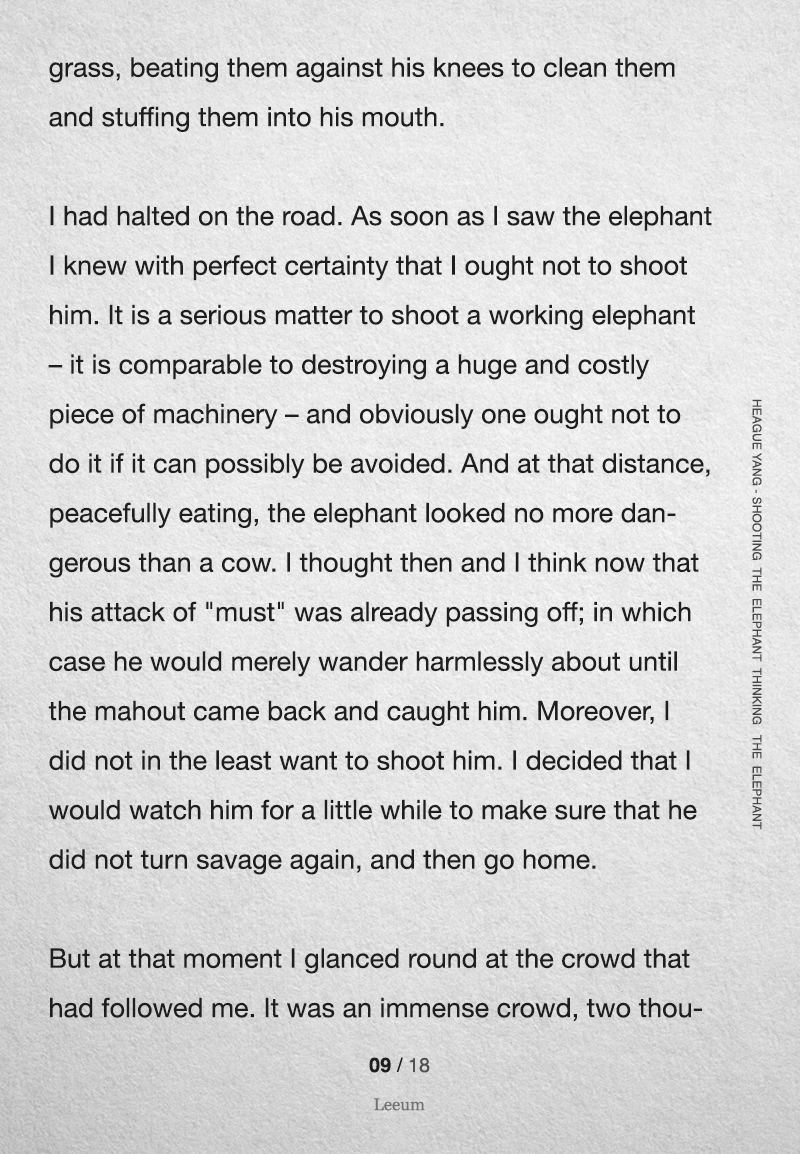 grass, beating them against his knees to clean them
and stuffing them into his mouth.
I had halted on the road. As soon as I saw the elephant
I knew with perfect certainty that I ought not to shoot
him. It is a serious matter to shoot a working elephant
– it is comparable to destroying a huge and costly
piece of machinery – and obviously one ought not to
do it if it can possibly be avoided. And at that distance,
peacefully eating, the elephant looked no more dan-
gerous than a cow. I thought then and I think now that
his attack of "must" was already passing off; in which
case he would merely wander harmlessly about until
the mahout came back and caught him. Moreover, I
did not in the least want to shoot him. I decided that I
would watch him for a little while to make sure that he
did not turn savage again, and then go home.
But at that moment I glanced round at the crowd that
had followed me. It was an immense crowd, two thou-
HEAGUE YANG - SHOOTING THE ELEPHANT THINKING THE ELEPHANT
09 / 18
Leeum